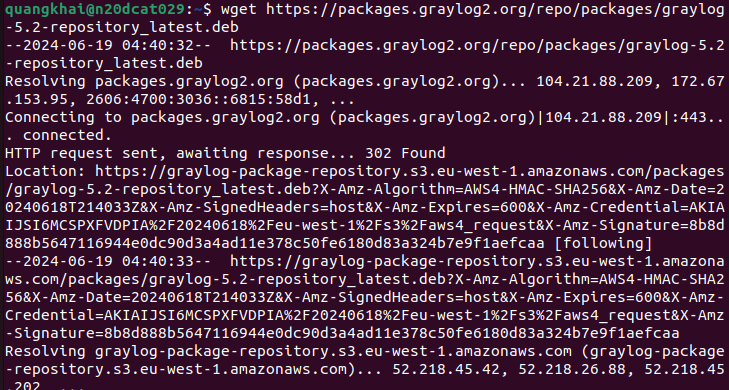 quangkhai@n20dcat029:~$ wget https://packages.graylog2.org/repo/packages/graylog
-5.2-repository_latest.deb
--2024-06-19 04:40:32--  https://packages.graylog2.org/repo/packages/graylog-5.2
-repository_latest.deb
Resolving packages.graylog2.org (packages.graylog2.org)... 104.21.88.209, 172.67
.153.95, 2606:4700:3036::6815:58d1, ...
Connecting to packages.graylog2.org (packages.graylog2.org)|104.21.88.209|:443..
. connected.
HTTP request sent, awaiting response... 302 Found
Location: https://graylog-package-repository.s3.eu-west-1.amazonaws.com/packages
/graylog-5.2-repository_latest.deb?X-Amz-Algorithm=AWS4-HMAC-SHA256&X-Amz-Date=2
0240618T214033Z&X-Amz-SignedHeaders=host&X-Amz-Expires=600&X-Amz-Credential=AKIA
IJSI6MCSPXFVDPIA%2F20240618%2Feu-west-1%2Fs3%2Faws4_request&X-Amz-Signature=8b8d
888b5647116944e0dc90d3a4ad11e378c50fe6180d83a324b7e9f1aefcaa [following]
--2024-06-19 04:40:33--  https://graylog-package-repository.s3.eu-west-1.amazona
ws.com/packages/graylog-5.2-repository_latest.deb?X-Amz-Algorithm=AWS4-HMAC-SHA2
56&X-Amz-Date=20240618T214033Z&X-Amz-SignedHeaders=host&X-Amz-Expires=600&X-Amz-
Credential=AKIAIJSI6MCSPXFVDPIA%2F20240618%2Feu-west-1%2Fs3%2Faws4_request&X-Amz
-Signature=8b8d888b5647116944e0dc90d3a4ad11e378c50fe6180d83a324b7e9f1aefcaa
Resolving graylog-package-repository.s3.eu-west-1.amazonaws.com (graylog-package
-repository.s3.eu-west-1.amazonaws.com)... 52.218.45.42, 52.218.26.88, 52.218.45
.202, ...